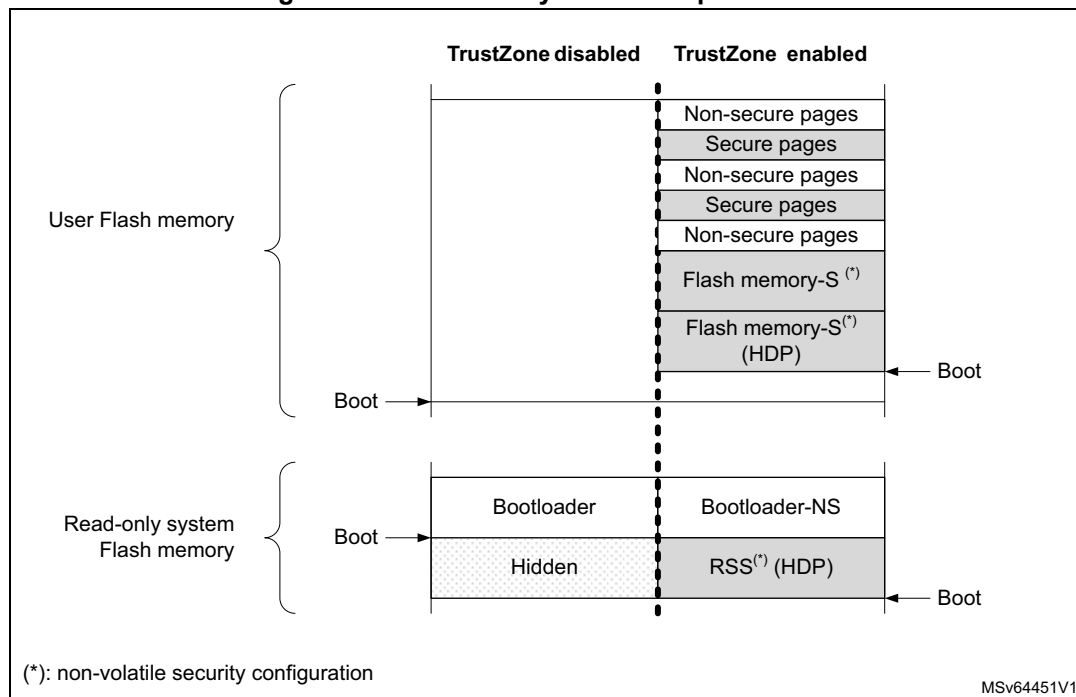 TrustZone disabled
TrustZone enabled
Non-secure pages
Secure pages
Non-secure pages
User Flash memory
Secure pages
Non-secure pages
Flash memory-S (*)
Flash memory-S(*)
(HDP)
Boot
Boot
Bootloader
Bootloader-NS
Read-only system
Flash memory
Boot
Hidden
RSS(*) (HDP)
Boot
(*): non-volatile security configuration
MSv64451V1